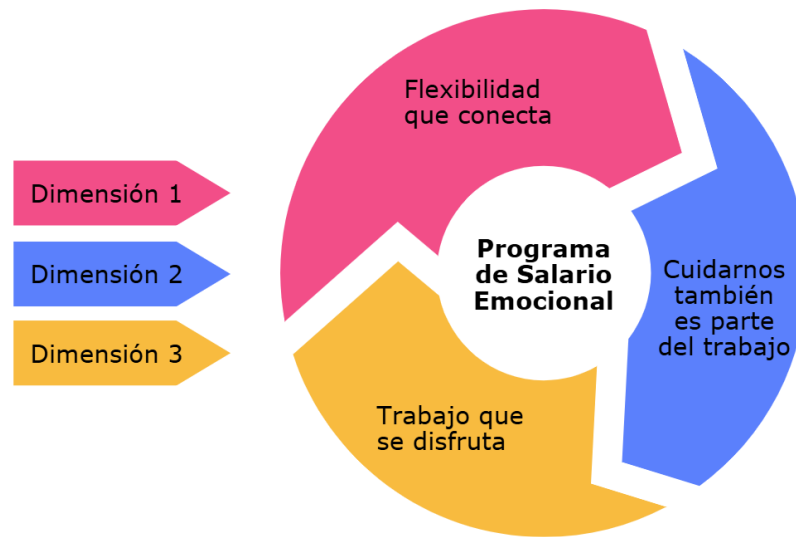 Flexibilidad
que conecta
Dimensión 1
Dimensión 2
Dimensión 3
Programa
de Salario
Emocional
Cuidarnos
también
es parte
del trabajo
Trabajo que
se disfruta